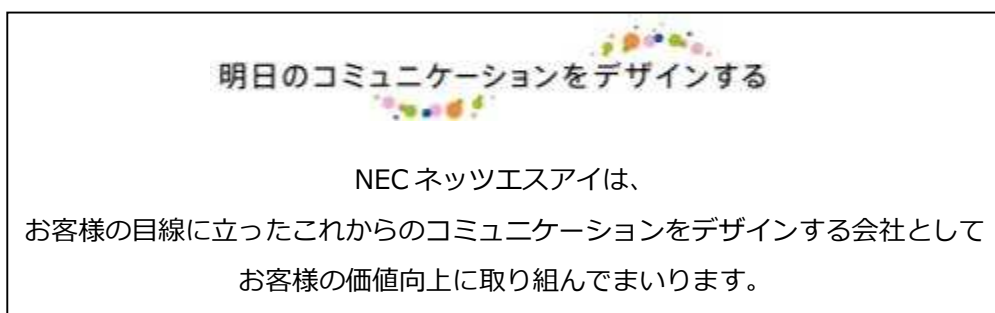 明日のコミュニケーションをデザインする
NECネッツエスアイは、
お客様の目線に立ったこれからのコミュニケーションをデザインする会社として
お客様の価値向上に取り組んでまいります。